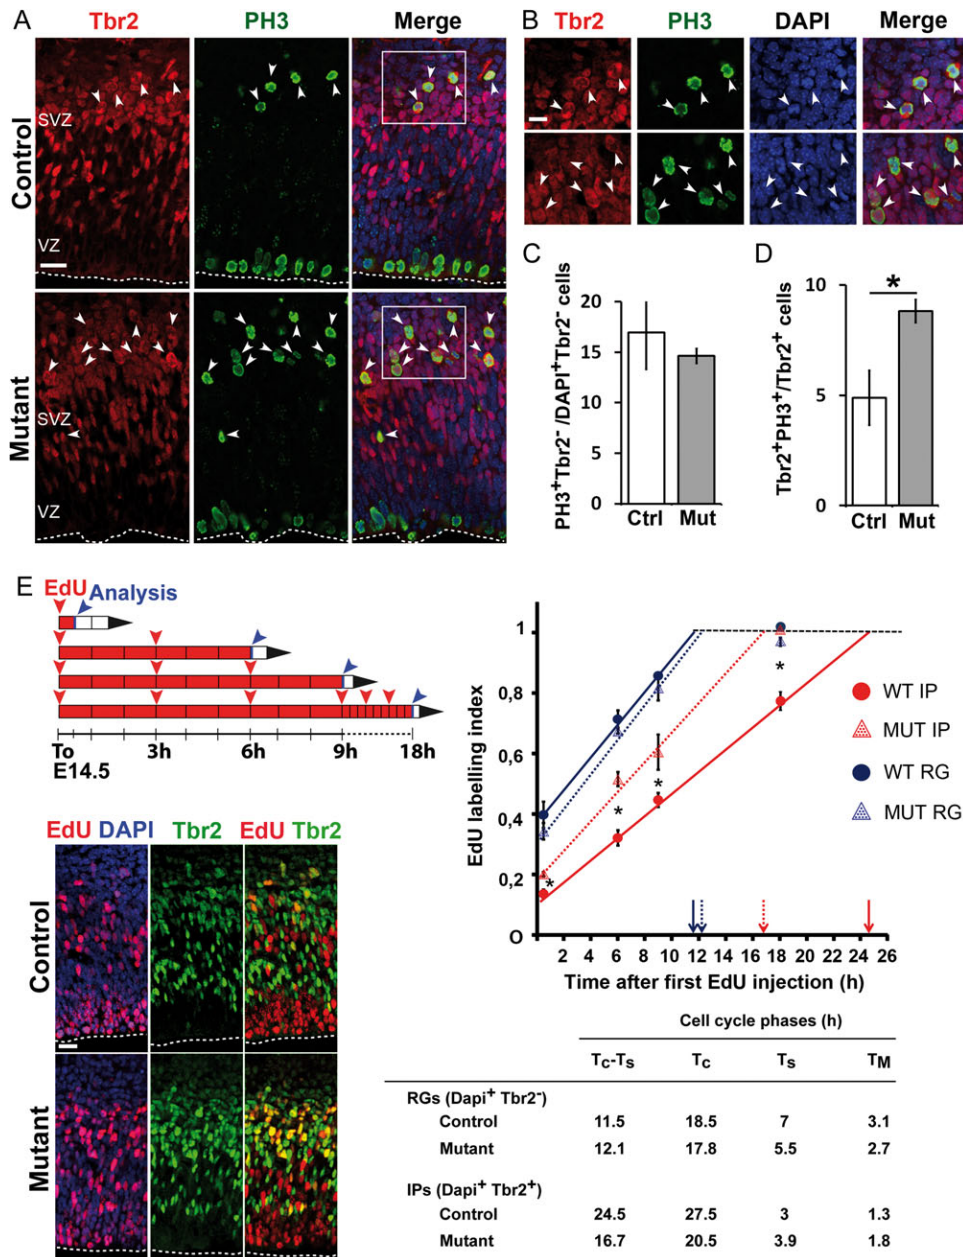 A
Tbr2 PH3 Merge
Control
SVZ
VZ
Mutant
SVZ
VZ
B
Tbr2 PH3 DAPI Merge
C
PH3+Tbr2-/DAPI+Tbr2- cells
20
15
10
5
0
Ctrl Mut
D
Tbr2+PH3+/Tbr2+ cells
10
5
0
*
Ctrl Mut
E
EdU Analysis
To 3h 6h 9h 18h
E14.5
EdU DAPI Tbr2 EdU Tbr2
Control
Mutant
EdU labelling index
1
0,8
0,6
0,4
0,2
O
* * * *
2 4 6 8 10 12 14 16 18 20 22 24 26
Time after first EdU injection (h)
WT IP
MUT IP
WT RG
MUT RG
Cell cycle phases (h)
TC-TS TC TS TM
RGs (Dapi+ Tbr2-)
Control 11.5 18.5 7 3.1
Mutant 12.1 17.8 5.5 2.7
IPs (Dapi+ Tbr2+)
Control 24.5 27.5 3 1.3
Mutant 16.7 20.5 3.9 1.8